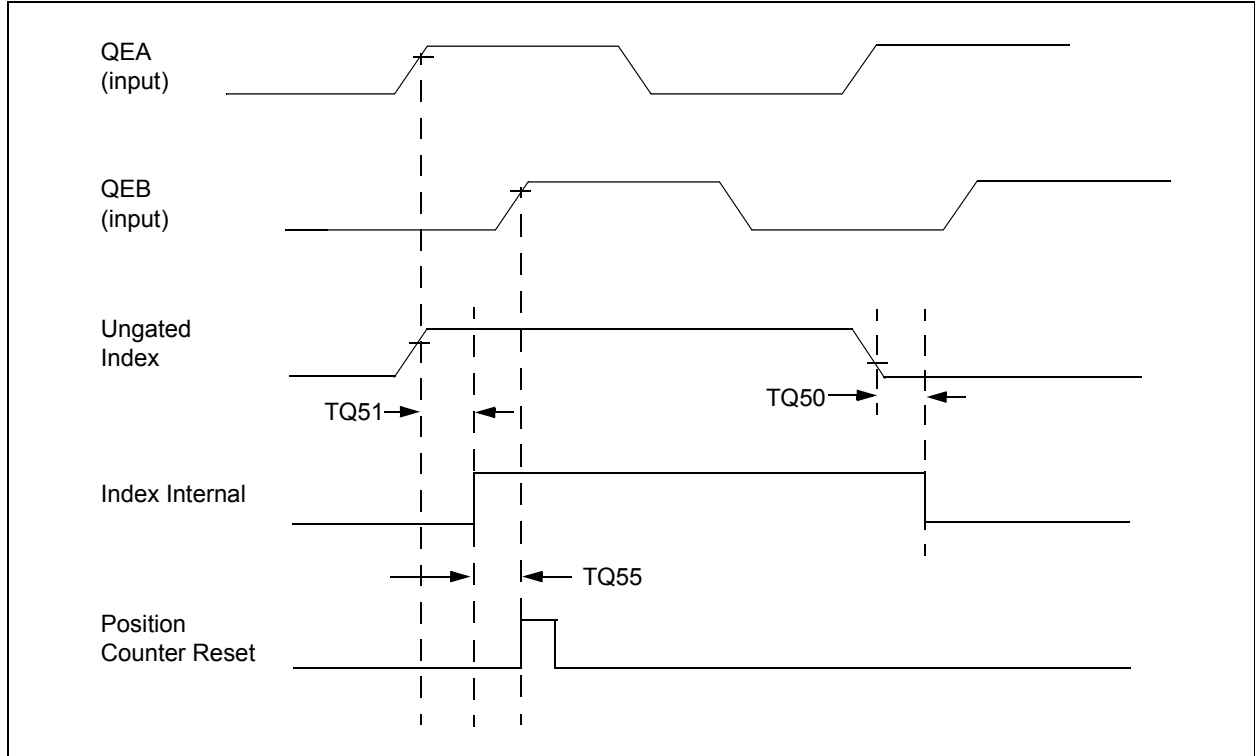 QEA
(input)
QEB
(input)
Ungated
Index
TQ51
TQ50
Index Internal
TQ55
Position
Counter Reset